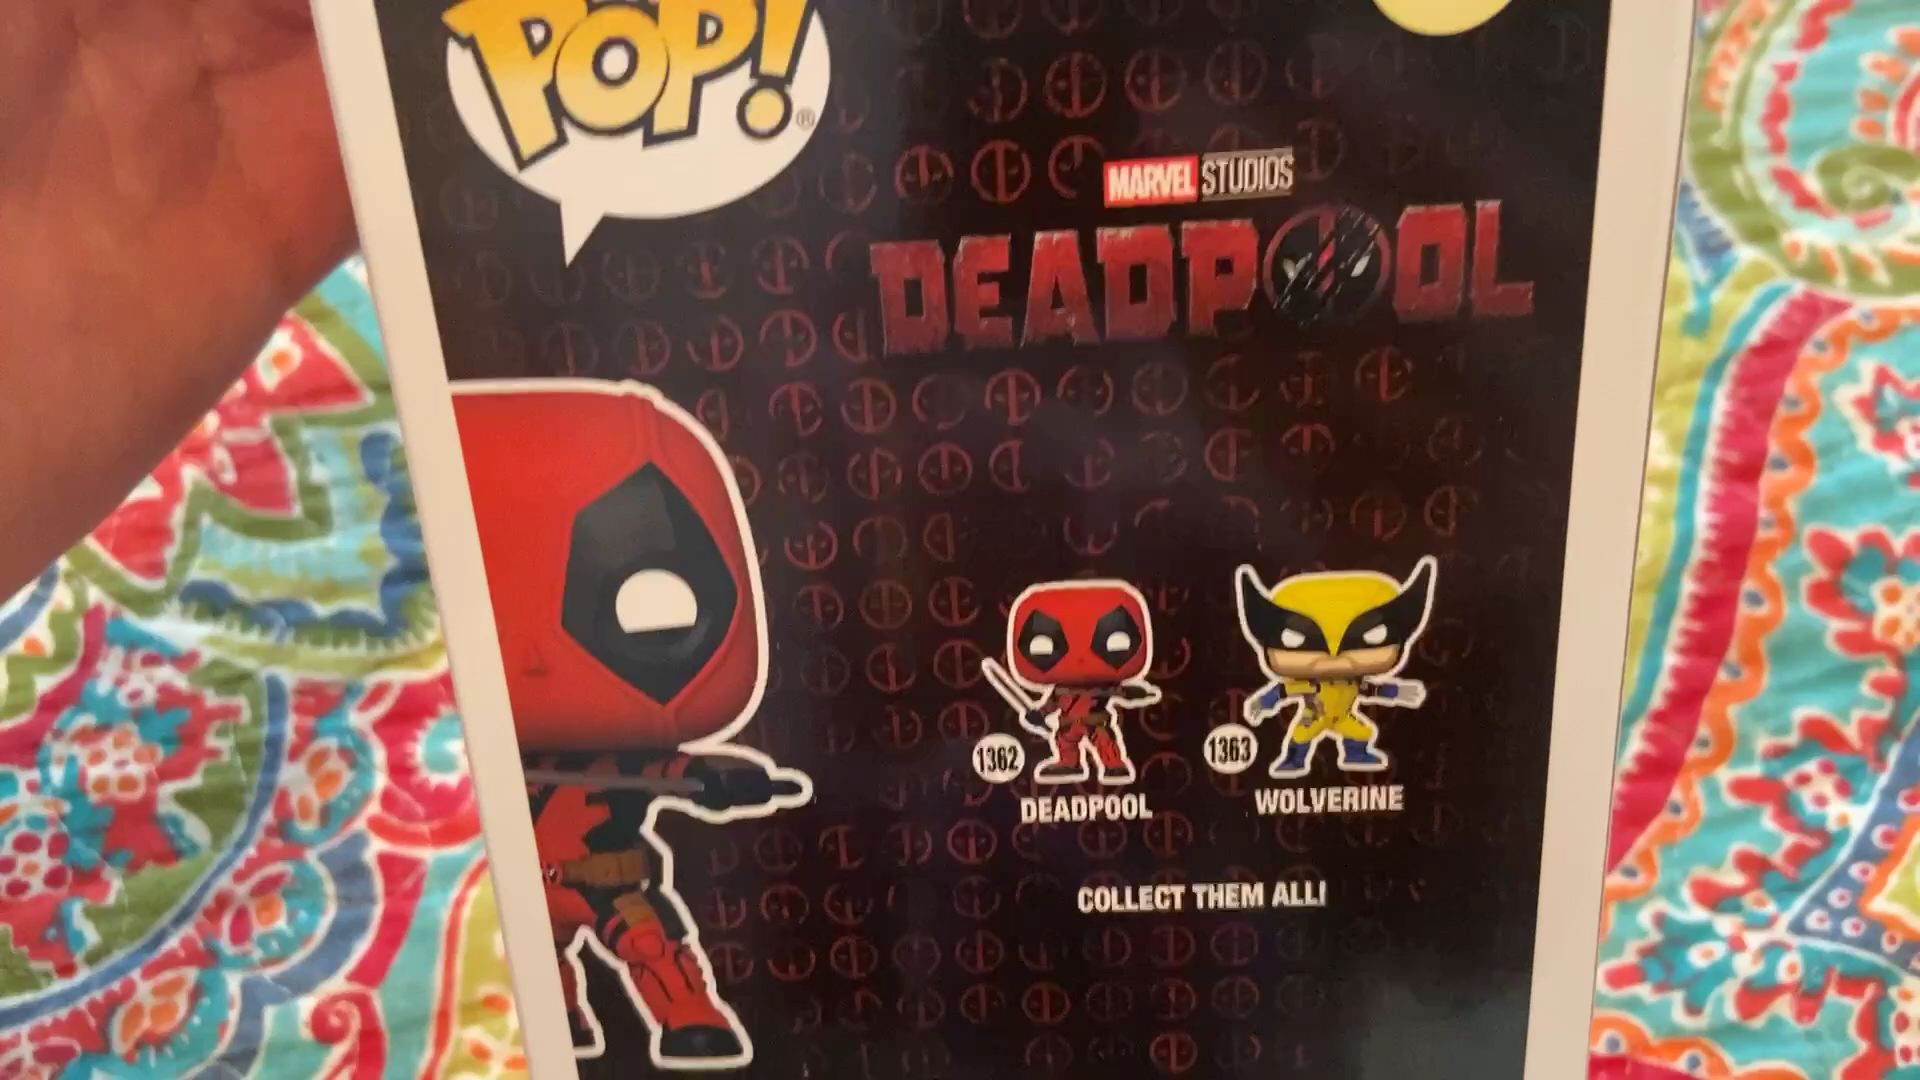 POP!®
MARVEL STUDIOS
DEADPOOL
1362
DEADPOOL
1363
WOLVERINE
COLLECT THEM ALL!